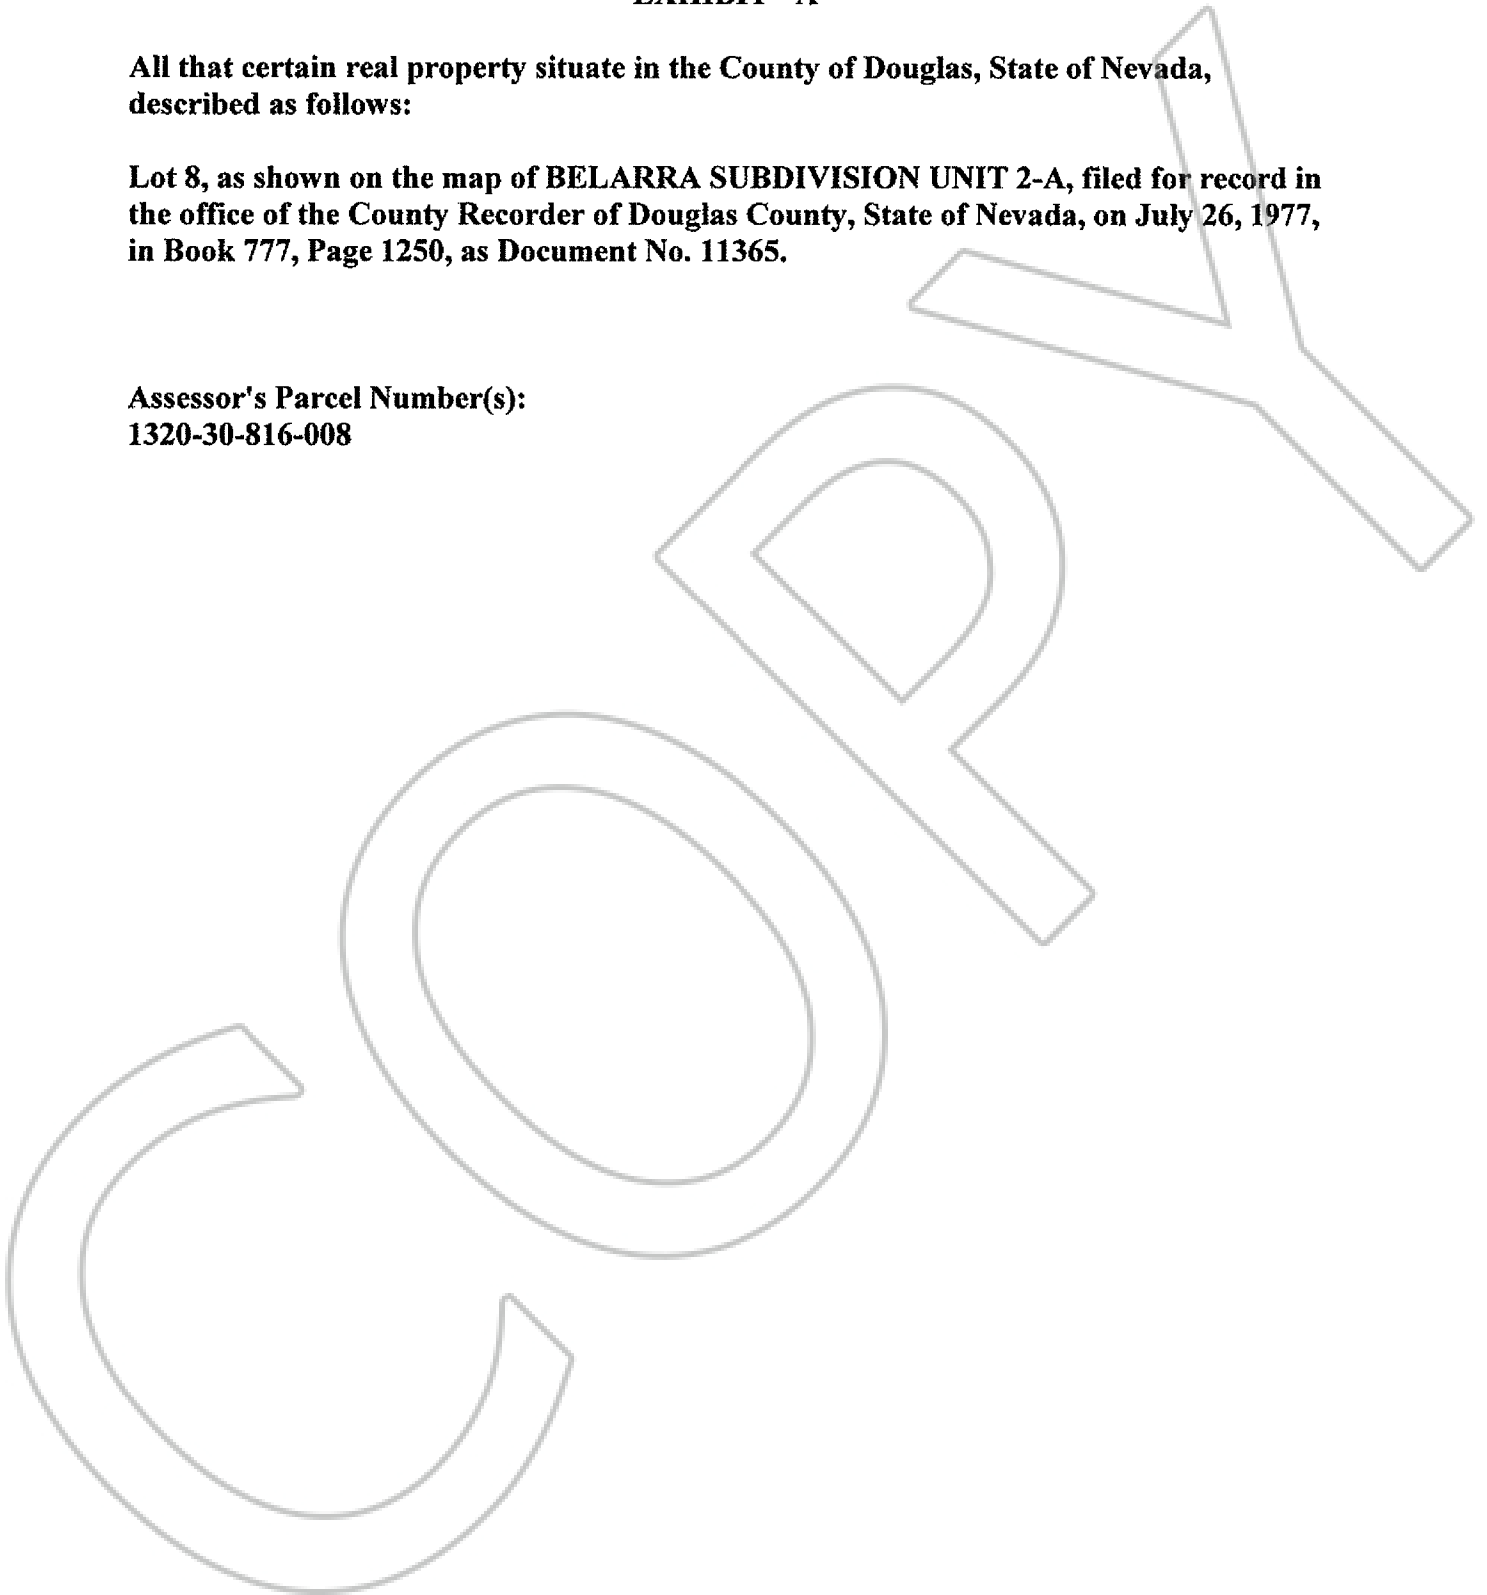 All that certain real property situate in the County of Douglas, State of Nevada,
described as follows:
Lot 8, as shown on the map of BELARRA SUBDIVISION UNIT 2-A, filed for record in
the office of the County Recorder of Douglas County, State of Nevada, on July 26, 1977,
in Book 777, Page 1250, as Document No. 11365.
Assessor's Parcel Number(s):
1320-30-816-008
COPY